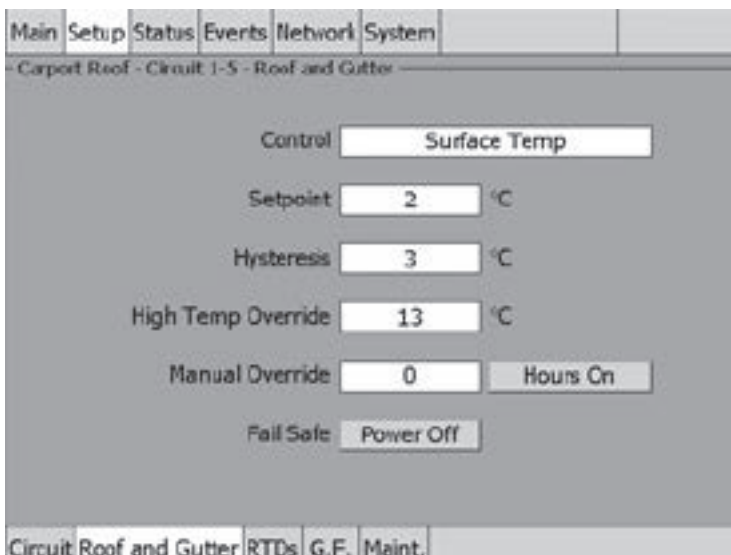 Main Setup Status Events Network System
Carport Roof - Circuit 1-5 - Roof and Gutter
Control Surface Temp
Setpoint 2 °C
Hysteresis 3 °C
High Temp Override 13 °C
Manual Override 0 Hours On
Fail Safe Power Off
Circuit Roof and Gutter RTDs G.F. Maint.